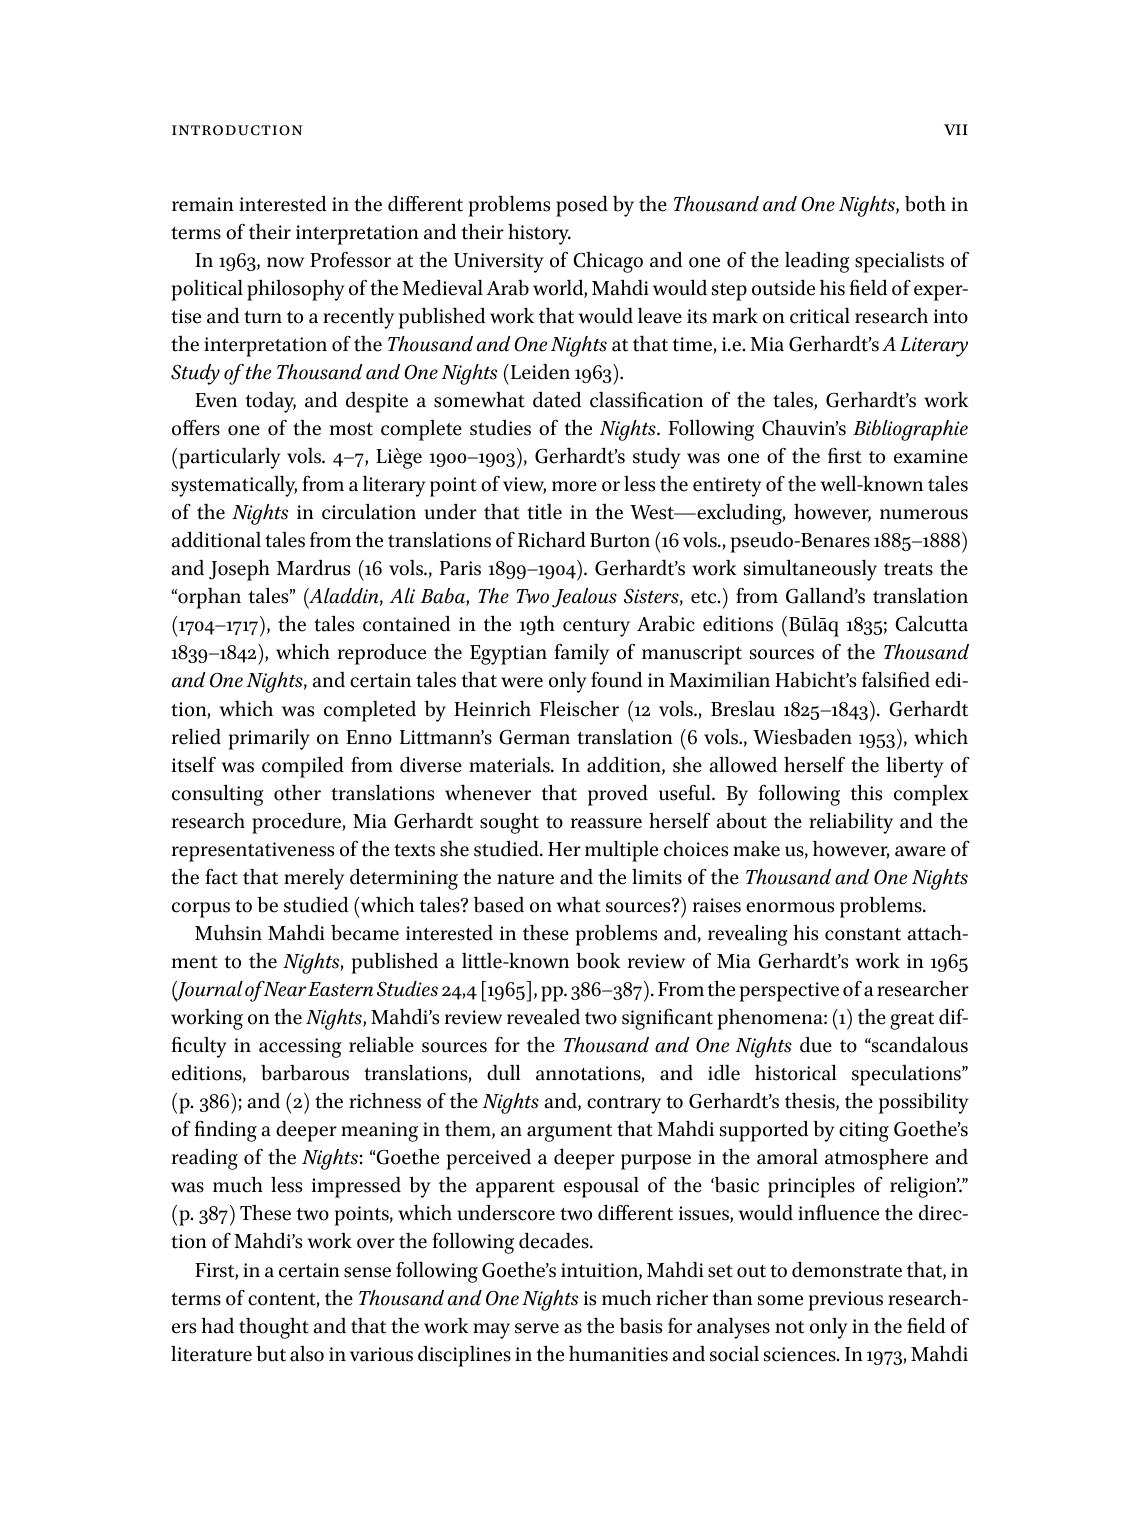 INTRODUCTION VII
remain interested in the different problems posed by the Thousand and One Nights, both in
terms of their interpretation and their history.
In 1963, now Professor at the University of Chicago and one of the leading specialists of
political philosophy of the Medieval Arab world, Mahdi would step outside his field of exper-
tise and turn to a recently published work that would leave its mark on critical research into
the interpretation of the Thousand and One Nights at that time, i.e. Mia Gerhardt’s A Literary
Study of the Thousand and One Nights (Leiden 1963).
Even today, and despite a somewhat dated classification of the tales, Gerhardt’s work
offers one of the most complete studies of the Nights. Following Chauvin’s Bibliographie
(particularly vols. 4–7, Liège 1900–1903), Gerhardt’s study was one of the first to examine
systematically, from a literary point of view, more or less the entirety of the well-known tales
of the Nights in circulation under that title in the West—excluding, however, numerous
additional tales from the translations of Richard Burton (16 vols., pseudo-Benares 1885–1888)
and Joseph Mardrus (16 vols., Paris 1899–1904). Gerhardt’s work simultaneously treats the
“orphan tales” (Aladdin, Ali Baba, The Two Jealous Sisters, etc.) from Galland’s translation
(1704–1717), the tales contained in the 19th century Arabic editions (Būlāq 1835; Calcutta
1839–1842), which reproduce the Egyptian family of manuscript sources of the Thousand
and One Nights, and certain tales that were only found in Maximilian Habicht’s falsified edi-
tion, which was completed by Heinrich Fleischer (12 vols., Breslau 1825–1843). Gerhardt
relied primarily on Enno Littmann’s German translation (6 vols., Wiesbaden 1953), which
itself was compiled from diverse materials. In addition, she allowed herself the liberty of
consulting other translations whenever that proved useful. By following this complex
research procedure, Mia Gerhardt sought to reassure herself about the reliability and the
representativeness of the texts she studied. Her multiple choices make us, however, aware of
the fact that merely determining the nature and the limits of the Thousand and One Nights
corpus to be studied (which tales? based on what sources?) raises enormous problems.
Muhsin Mahdi became interested in these problems and, revealing his constant attach-
ment to the Nights, published a little-known book review of Mia Gerhardt’s work in 1965
(Journal of Near Eastern Studies 24,4 [1965], pp. 386–387). From the perspective of a researcher
working on the Nights, Mahdi’s review revealed two significant phenomena: (1) the great dif-
ficulty in accessing reliable sources for the Thousand and One Nights due to “scandalous
editions, barbarous translations, dull annotations, and idle historical speculations”
(p. 386); and (2) the richness of the Nights and, contrary to Gerhardt’s thesis, the possibility
of finding a deeper meaning in them, an argument that Mahdi supported by citing Goethe’s
reading of the Nights: “Goethe perceived a deeper purpose in the amoral atmosphere and
was much less impressed by the apparent espousal of the ‘basic principles of religion’.”
(p. 387) These two points, which underscore two different issues, would influence the direc-
tion of Mahdi’s work over the following decades.
First, in a certain sense following Goethe’s intuition, Mahdi set out to demonstrate that, in
terms of content, the Thousand and One Nights is much richer than some previous research-
ers had thought and that the work may serve as the basis for analyses not only in the field of
literature but also in various disciplines in the humanities and social sciences. In 1973, Mahdi